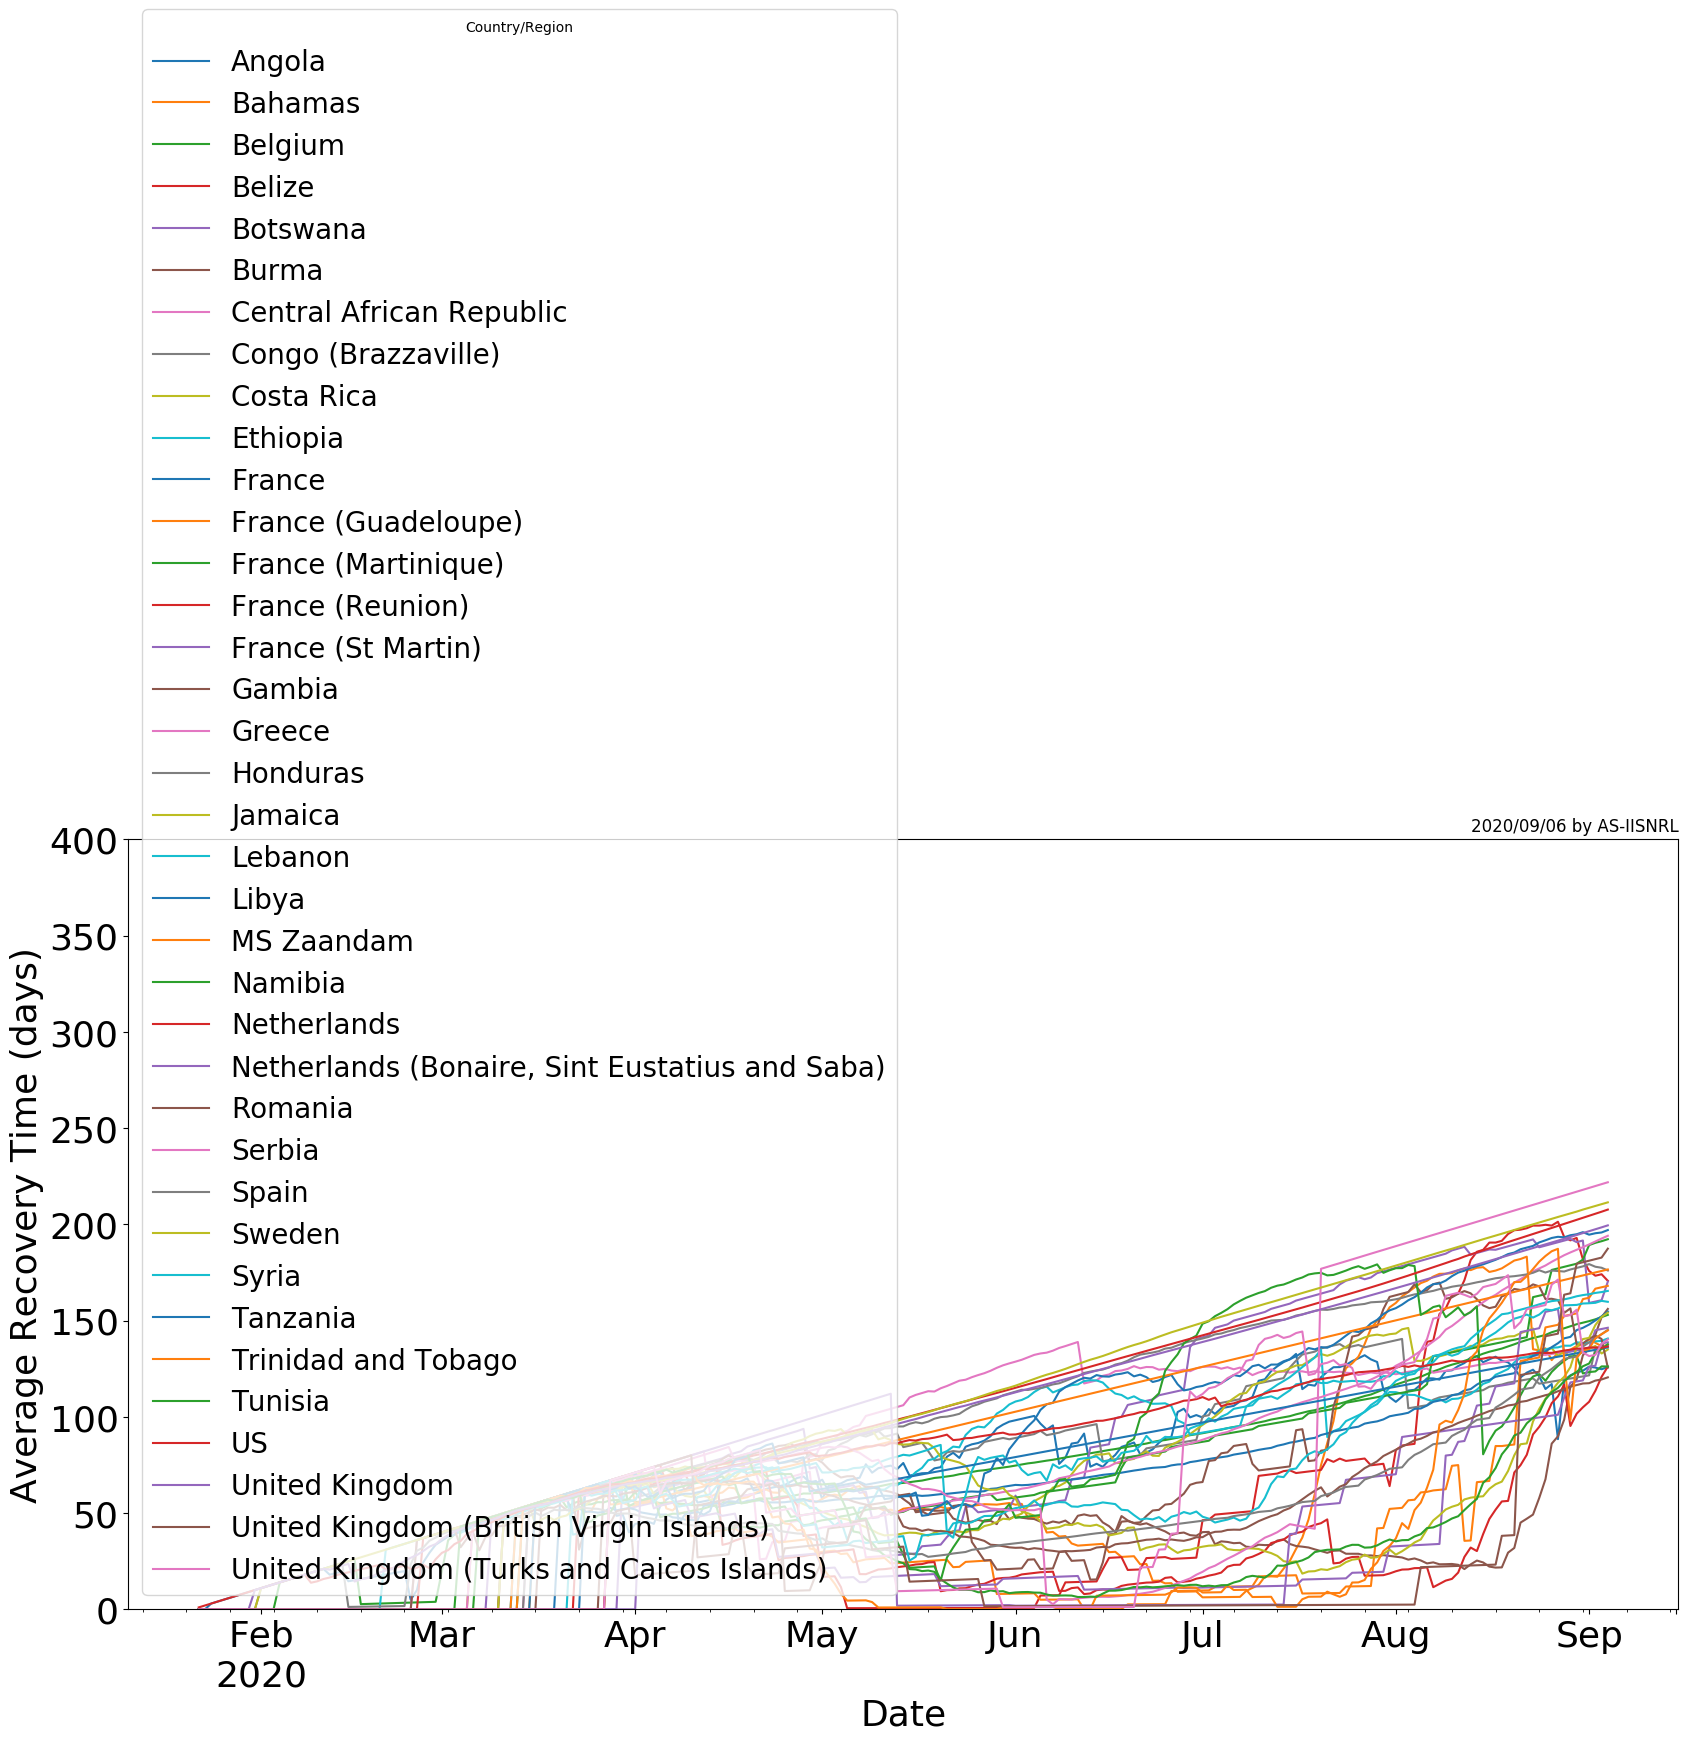 Country/Region
Angola
Bahamas
Belgium
Belize
Botswana
Burma
Central African Republic
Congo (Brazzaville)
Costa Rica
Ethiopia
France
France (Guadeloupe)
France (Martinique)
France (Reunion)
France (St Martin)
Gambia
Greece
Honduras
Jamaica
Lebanon
Libya
MS Zaandam
Namibia
Netherlands
Netherlands (Bonaire, Sint Eustatius and Saba)
Romania
Serbia
Spain
Sweden
Syria
Tanzania
Trinidad and Tobago
Tunisia
US
United Kingdom
United Kingdom (British Virgin Islands)
United Kingdom (Turks and Caicos Islands)
2020/09/06 by AS-IISNRL
Average Recovery Time (days)
400
350
300
250
200
150
100
50
0
Feb Mar Apr May Jun Jul Aug Sep
2020
Date